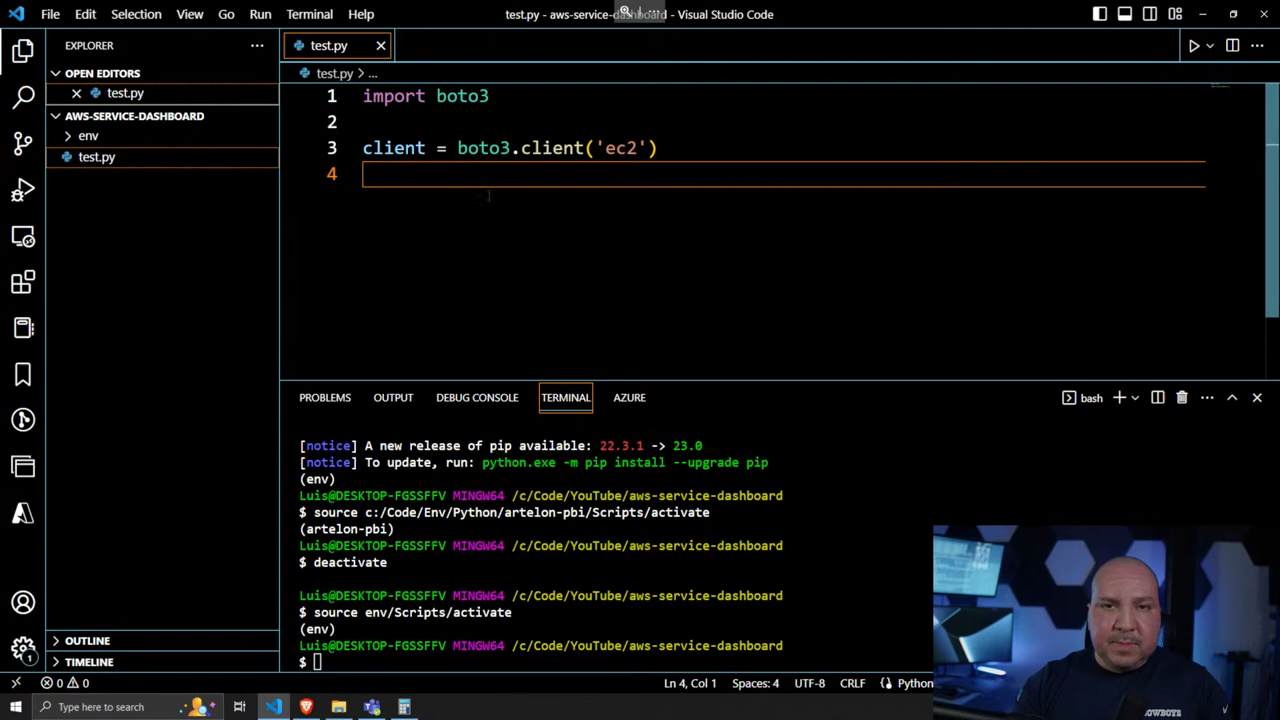 File Edit Selection View Go Run Terminal Help
test.py - aws-service-dashboard - Visual Studio Code
EXPLORER
OPEN EDITORS
test.py
AWS-SERVICE-DASHBOARD
env
test.py
OUTLINE
TIMELINE
test.py
test.py > ...
1 import boto3
2
3 client = boto3.client('ec2')
4
PROBLEMS OUTPUT DEBUG CONSOLE TERMINAL AZURE
bash
[notice] A new release of pip available: 22.3.1 -> 23.0
[notice] To update, run: python.exe -m pip install --upgrade pip
(env)
Luis@DESKTOP-FGSSFFV MINGW64 /c/Code/YouTube/aws-service-dashboard
$ source c:/Code/Env/Python/artelon-pbi/Scripts/activate
(artelon-pbi)
Luis@DESKTOP-FGSSFFV MINGW64 /c/Code/YouTube/aws-service-dashboard
$ deactivate
Luis@DESKTOP-FGSSFFV MINGW64 /c/Code/YouTube/aws-service-dashboard
$ source env/Scripts/activate
(env)
Luis@DESKTOP-FGSSFFV MINGW64 /c/Code/YouTube/aws-service-dashboard
$
1
0 0
Ln 4, Col 1 Spaces: 4 UTF-8 CRLF Python
Type here to search